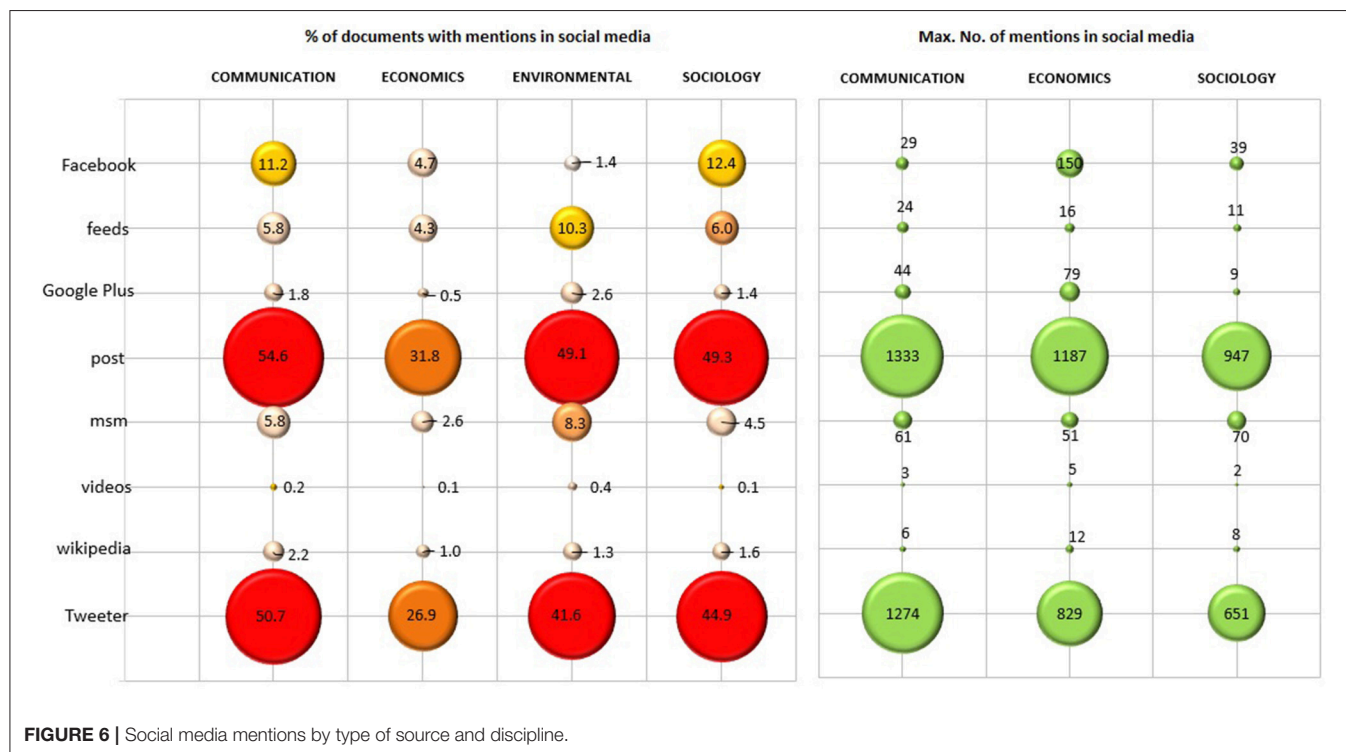 % of documents with mentions in social media Max. No. of mentions in social media
COMMUNICATION ECONOMICS ENVIRONMENTAL SOCIOLOGY COMMUNICATION ECONOMICS SOCIOLOGY
Facebook 11.2 4.7 1.4 12.4 29 150 39
feeds 5.8 4.3 10.3 6.0 24 16 11
Google Plus 1.8 0.5 2.6 1.4 44 79 9
post 54.6 31.8 49.1 49.3 1333 1187 947
msm 5.8 2.6 8.3 4.5 61 51 70
videos 0.2 0.1 0.4 0.1 3 5 2
wikipedia 2.2 1.0 1.3 1.6 6 12 8
Tweeter 50.7 26.9 41.6 44.9 1274 829 651
FIGURE 6 | Social media mentions by type of source and discipline.